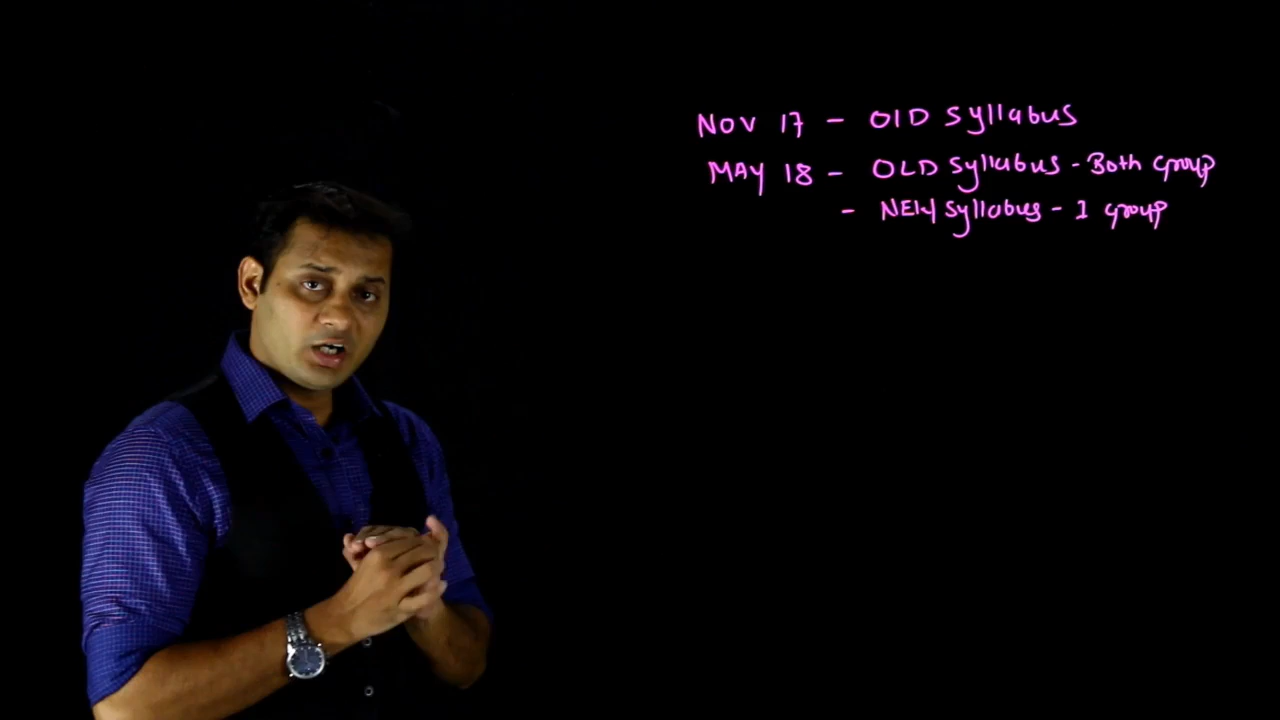 NOV 17 - OlD Syllabus
MAY 18 - OLD Syllabus - Both group
- NEW Syllabus - 1 group